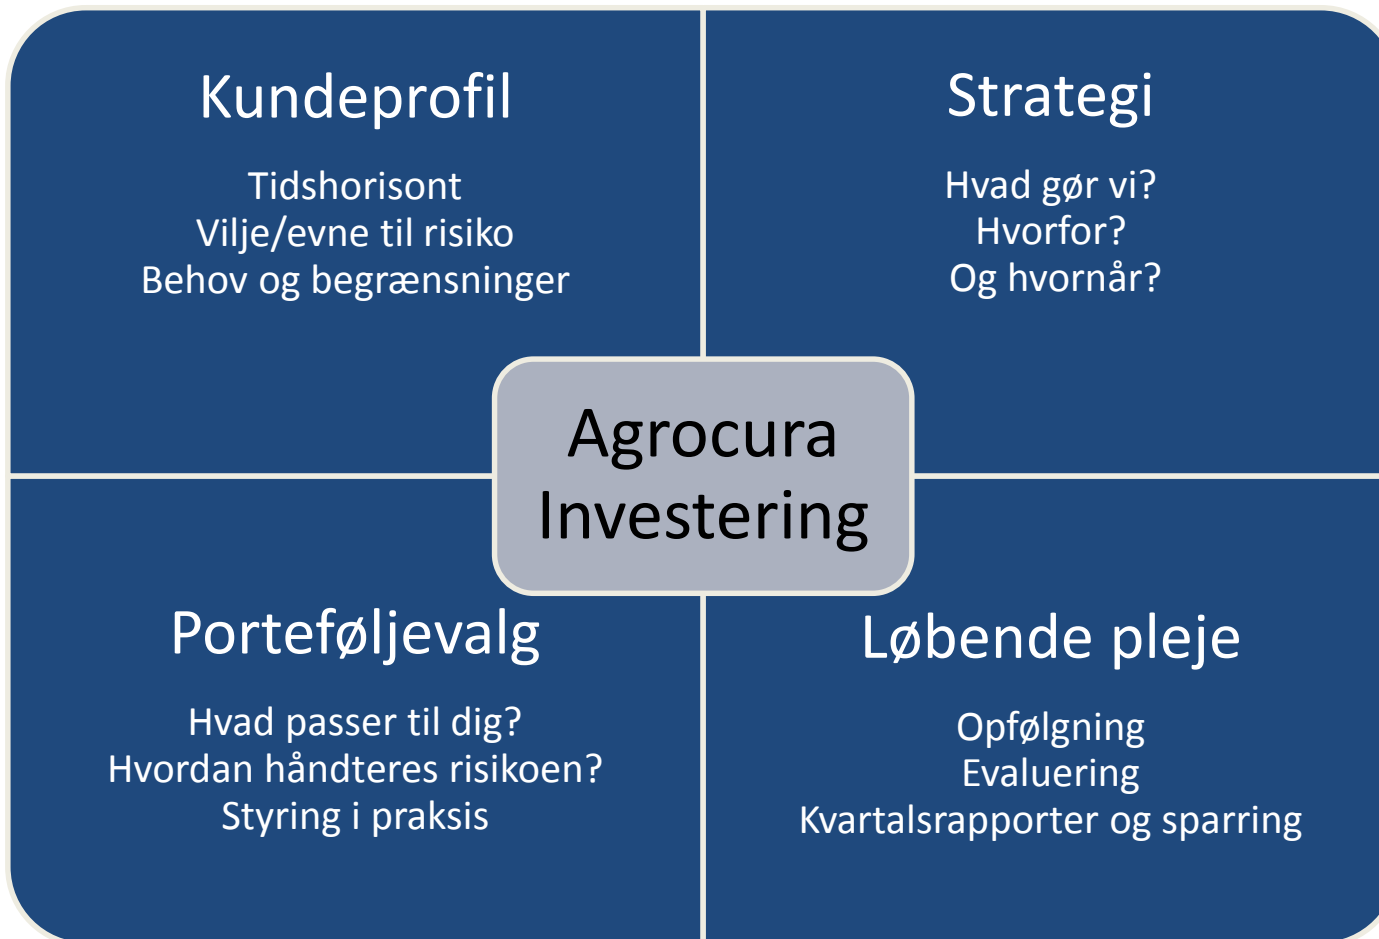 Kundeprofil
Tidshorisont
Vilje/evne til risiko
Behov og begrænsninger
Strategi
Hvad gør vi?
Hvorfor?
Og hvornår?
Agrocura
Investering
Porteføljevalg
Hvad passer til dig?
Hvordan håndteres risikoen?
Styring i praksis
Løbende pleje
Opfølgning
Evaluering
Kvartalsrapporter og sparring